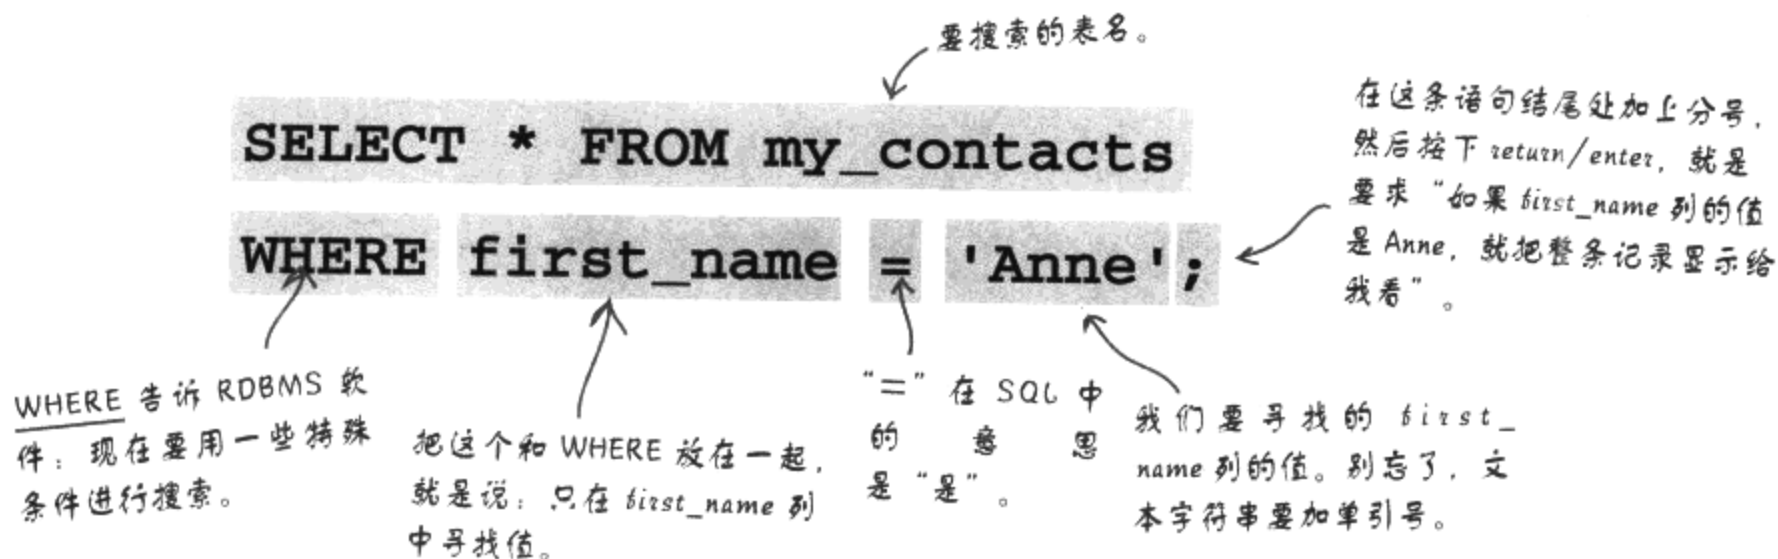 要搜索的表名。
SELECT * FROM my_contacts
WHERE first_name = 'Anne';
在这条语句结尾处加上分号，
然后按下 return/enter，就是
要求“如果 first_name 列的值
是 Anne，就把整条记录显示给
我看”。
WHERE 告诉 RDBMS 软
件：现在要用一些特殊
条件进行搜索。
把这个和 WHERE 放在一起，
就是说：只在 first_name 列
中寻找值。
“=” 在 SQL 中
的 意 思
是“是”。
我们要寻找的 first_
name 列的值。别忘了，文
本字符串要加单引号。